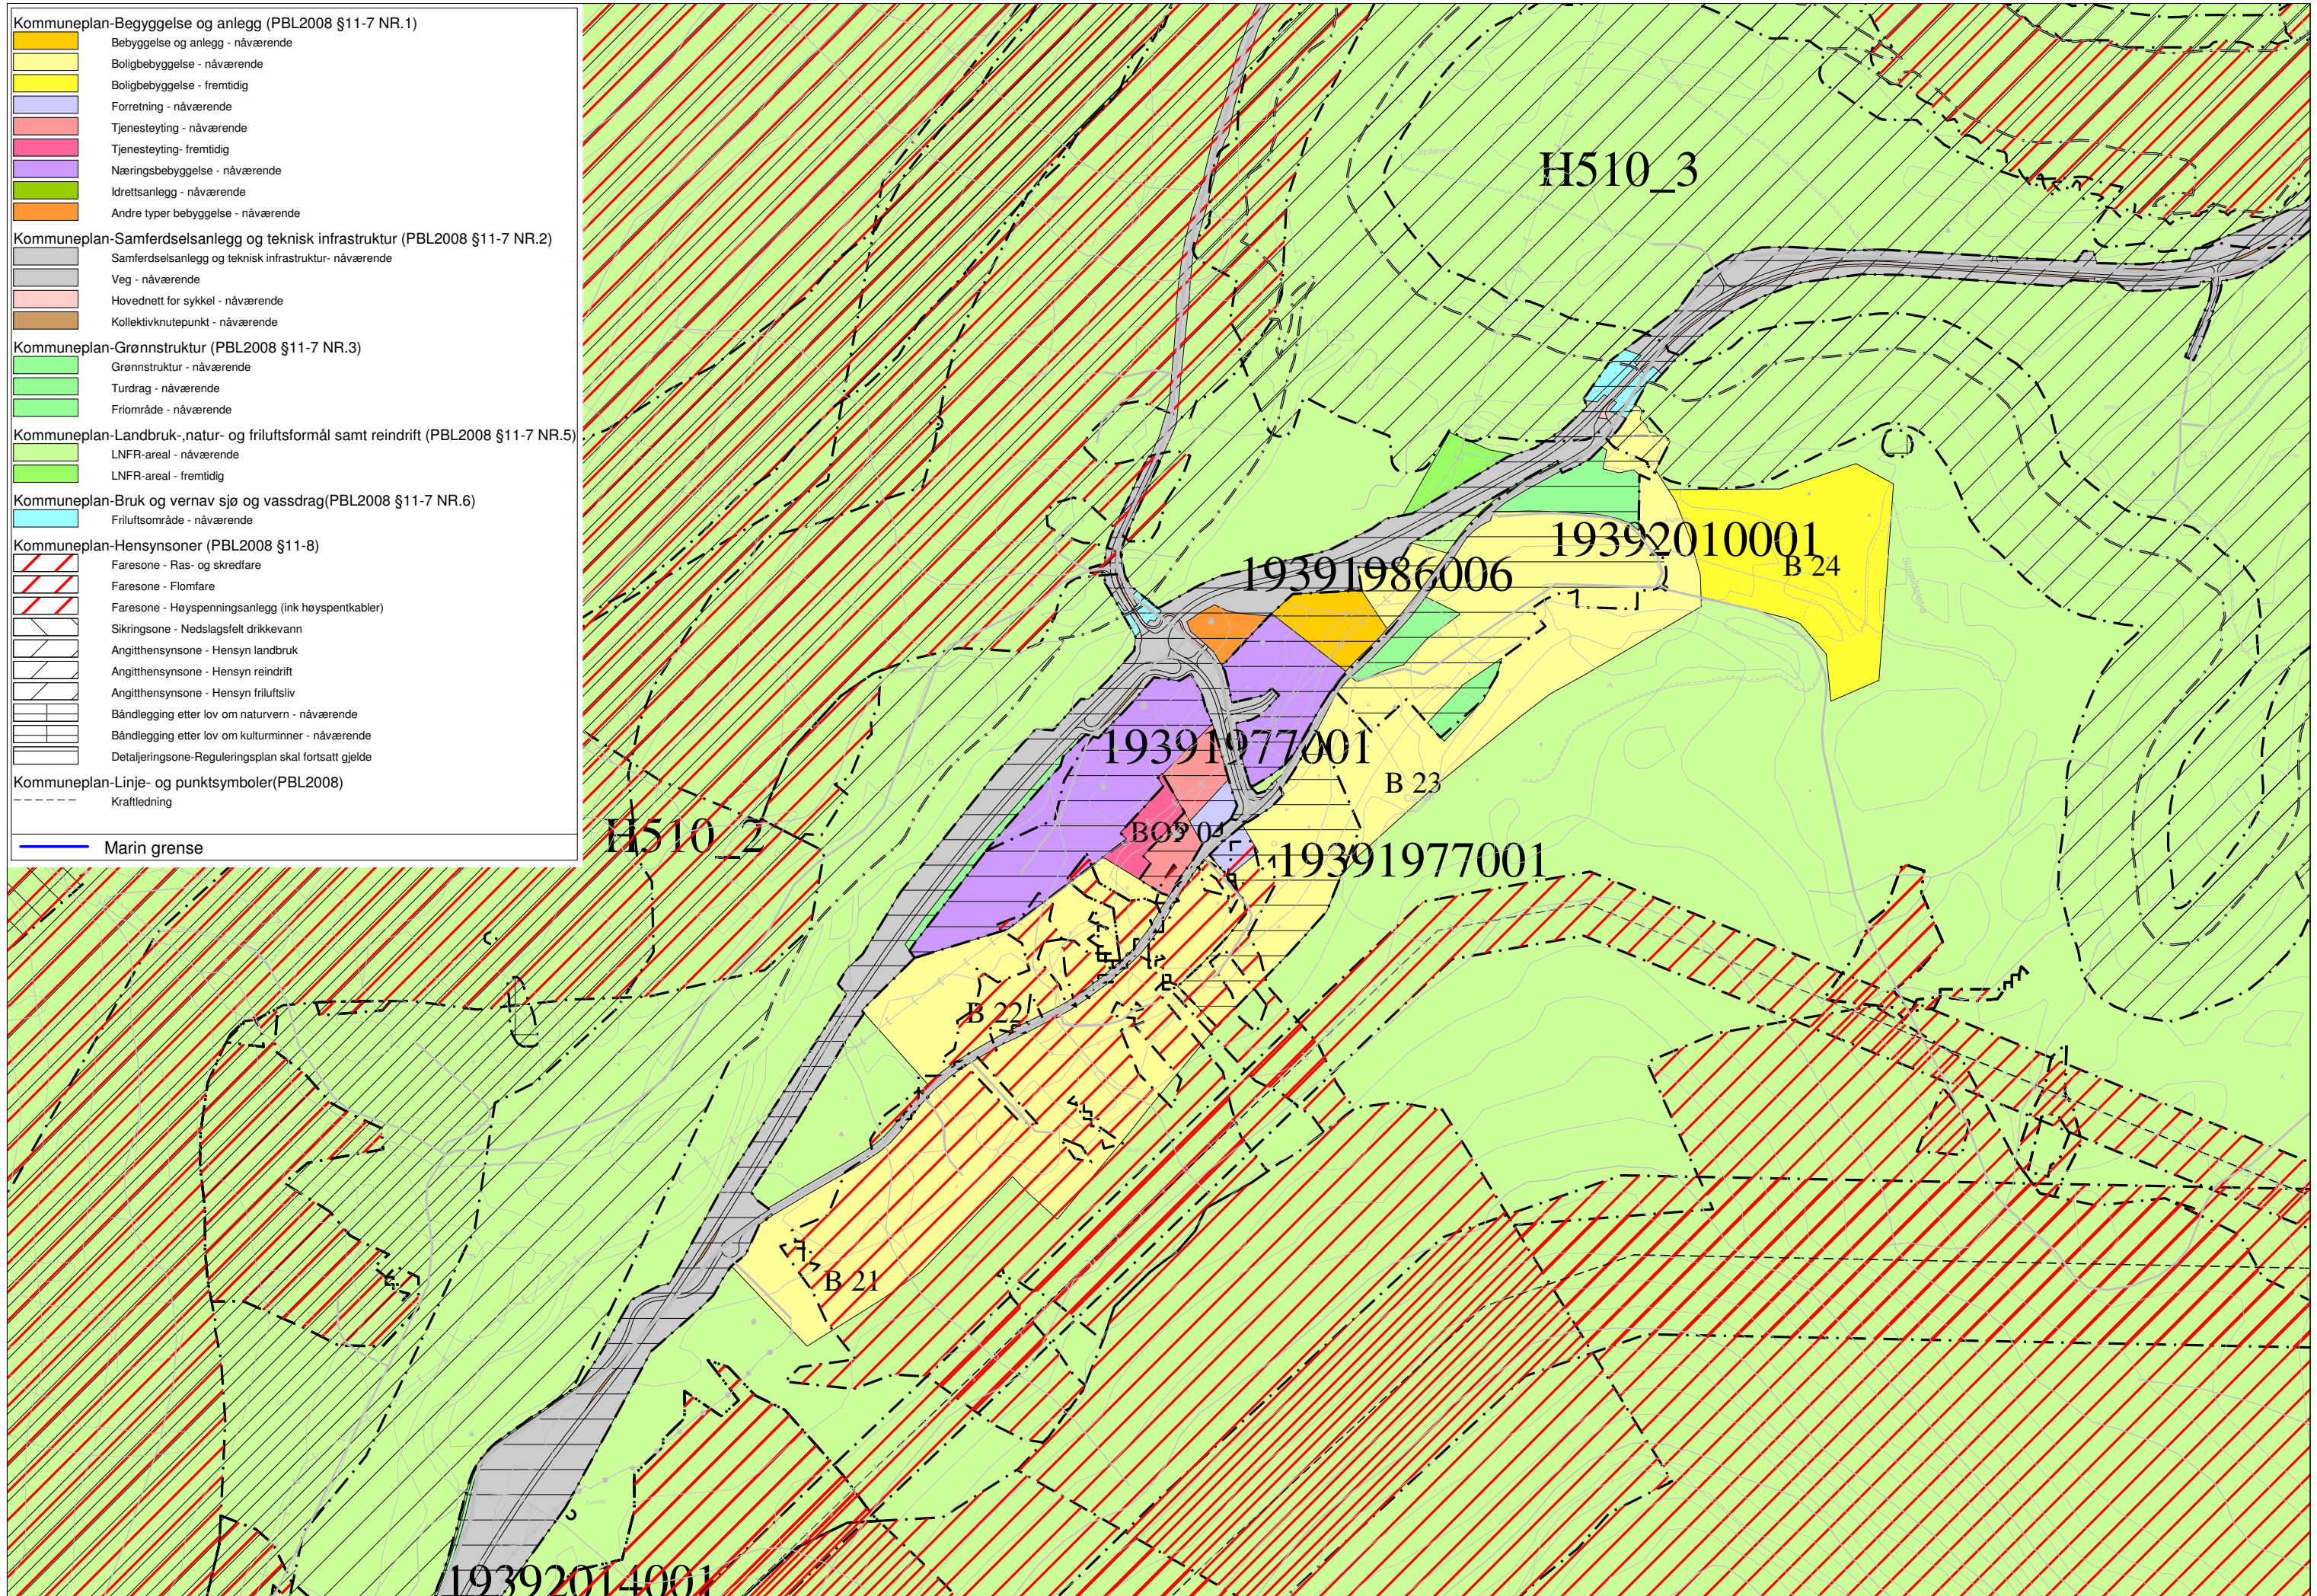 Kommuneplan-Begyggelse og anlegg (PBL2008 §11-7 NR.1)
Bebyggelse og anlegg - nåværende
Boligbebyggelse - nåværende
Boligbebyggelse - fremtidig
Forretning - nåværende
Tjenesteyting - nåværende
Tjenesteyting- fremtidig
Næringsbebyggelse - nåværende
Idrettsanlegg - nåværende
Andre typer bebyggelse - nåværende
Kommuneplan-Samferdselsanlegg og teknisk infrastruktur (PBL2008 §11-7 NR.2)
Samferdselsanlegg og teknisk infrastruktur- nåværende
Veg - nåværende
Hovednett for sykkel - nåværende
Kollektivknutepunkt - nåværende
Kommuneplan-Grønnstruktur (PBL2008 §11-7 NR.3)
Grønnstruktur - nåværende
Turdrag - nåværende
Friområde - nåværende
Kommuneplan-Landbruk-,natur- og friluftsformål samt reindrift (PBL2008 §11-7 NR.5)
LNFR-areal - nåværende
LNFR-areal - fremtidig
Kommuneplan-Bruk og vernav sjø og vassdrag(PBL2008 §11-7 NR.6)
Friluftsområde - nåværende
Kommuneplan-Hensynsoner (PBL2008 §11-8)
Faresone - Ras- og skredfare
Faresone - Flomfare
Faresone - Høyspenningsanlegg (ink høyspentkabler)
Sikringsone - Nedslagsfelt drikkevann
Angitthensynsone - Hensyn landbruk
Angitthensynsone - Hensyn reindrift
Angitthensynsone - Hensyn friluftsliv
Båndlegging etter lov om naturvern - nåværende
Båndlegging etter lov om kulturminner - nåværende
Detaljeringsone-Reguleringsplan skal fortsatt gjelde
Kommuneplan-Linje- og punktsymboler(PBL2008)
Kraftledning
Marin grense
H510_3
19392010001
B 24
19391986006
19391977001
B 23
H510_2
19391977001
B 22
B 21
19392014001